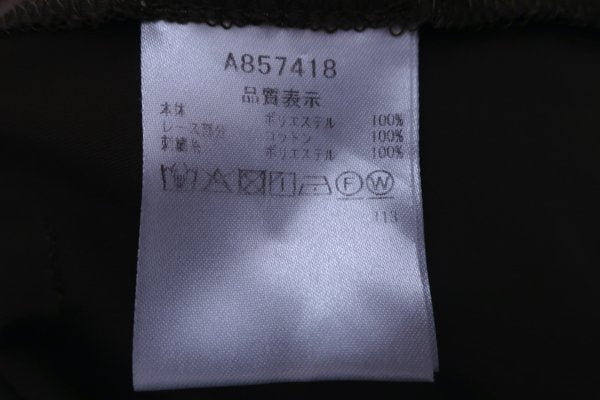 A857418
品質表示
本体 ポリエステル 100%
レース部分 コットン 100%
刺繍糸 ポリエステル 100%
F W
113